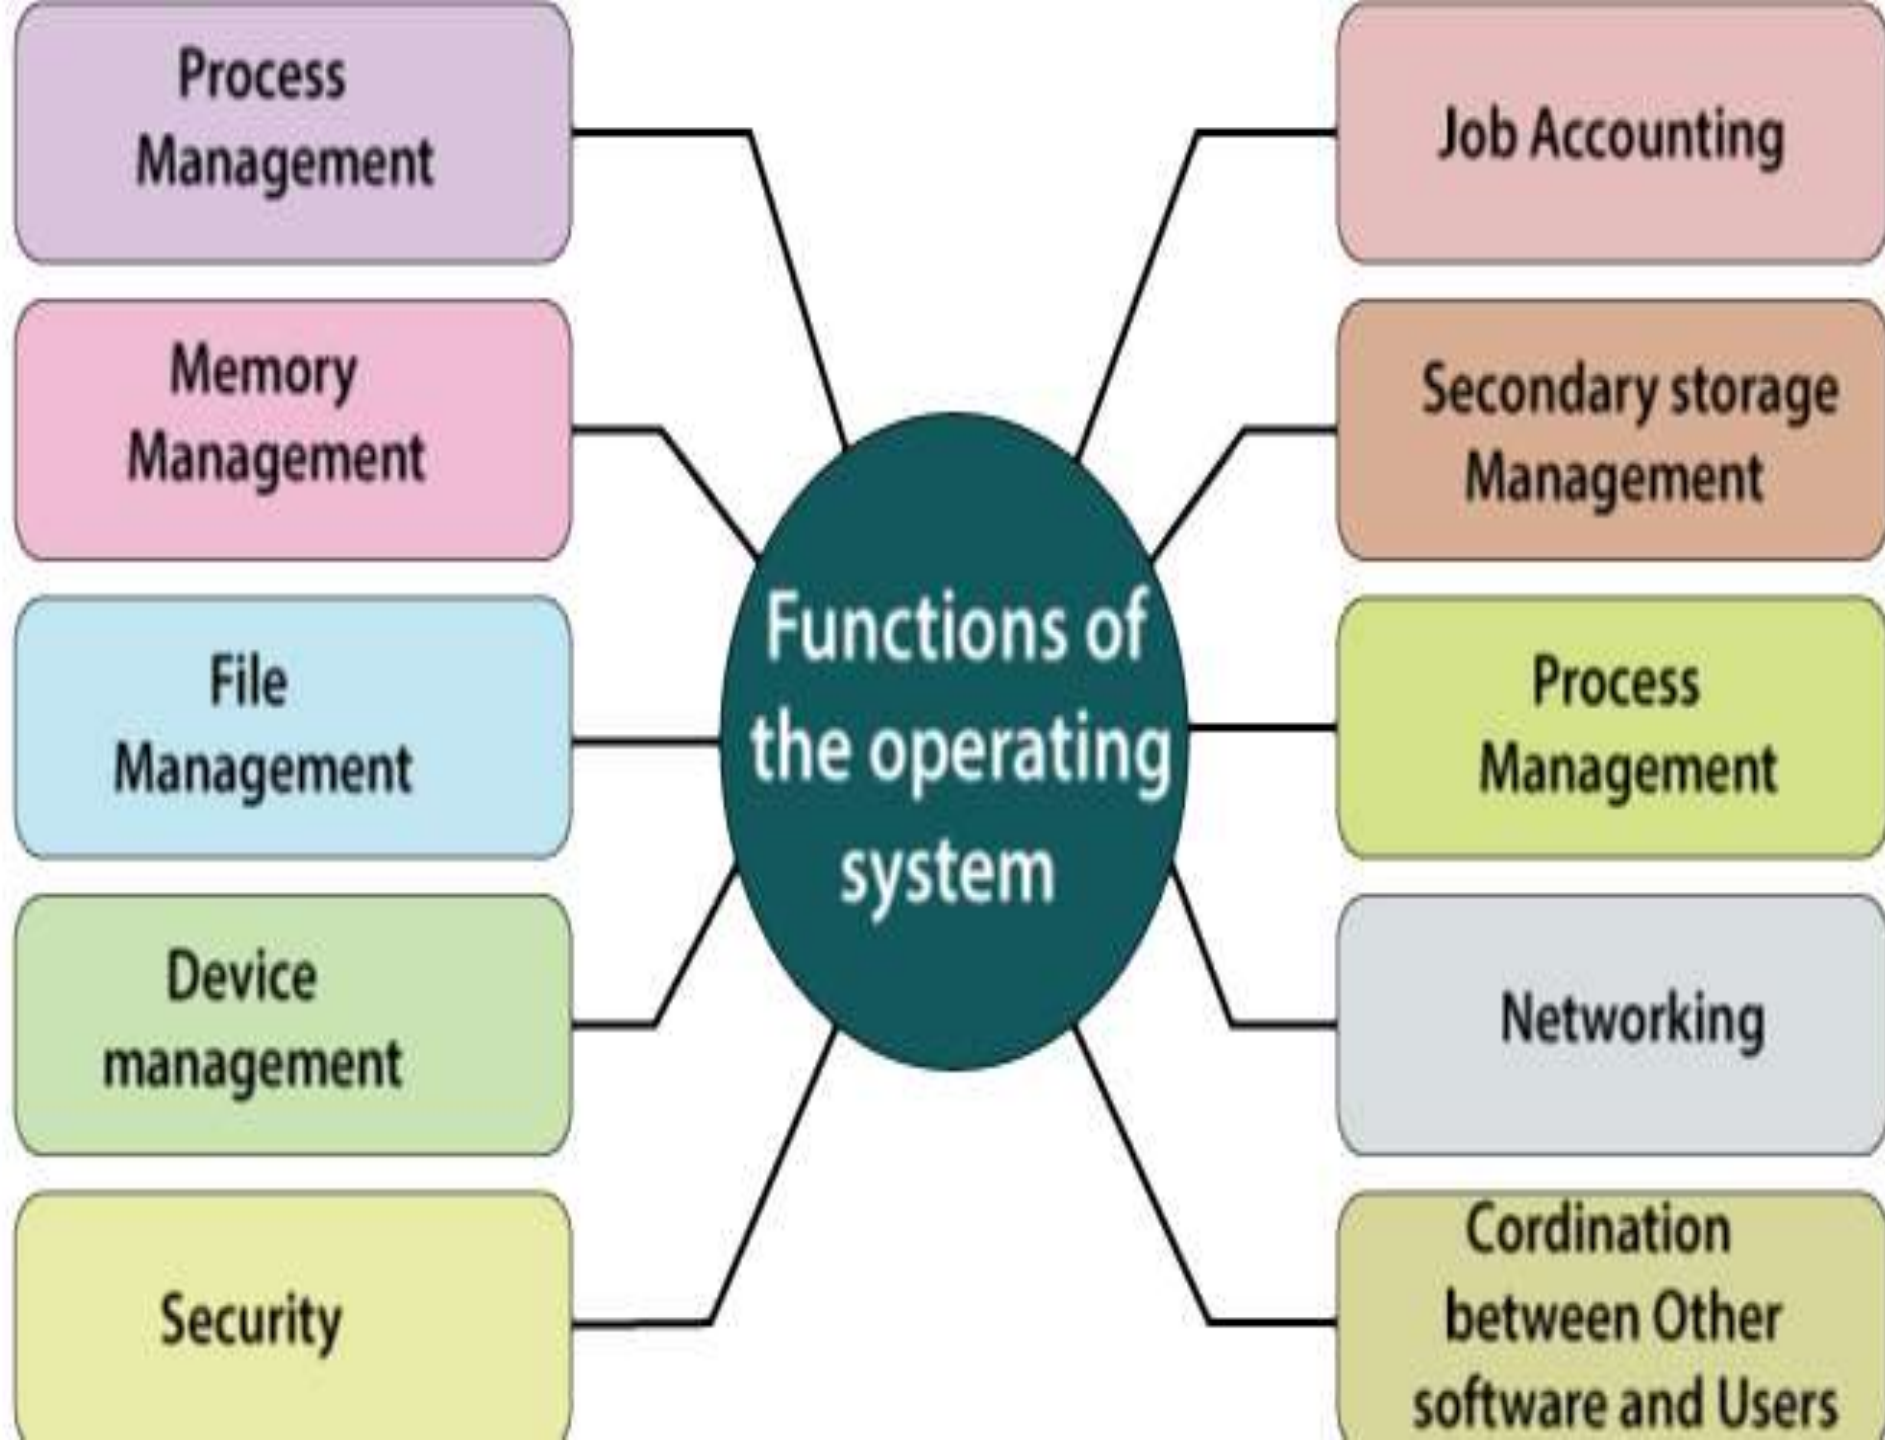 Process
Management
Memory
Management
File
Management
Device
management
Security
Functions of
the operating
system
Job Accounting
Secondary storage
Management
Process
Management
Networking
Cordination
between Other
software and Users